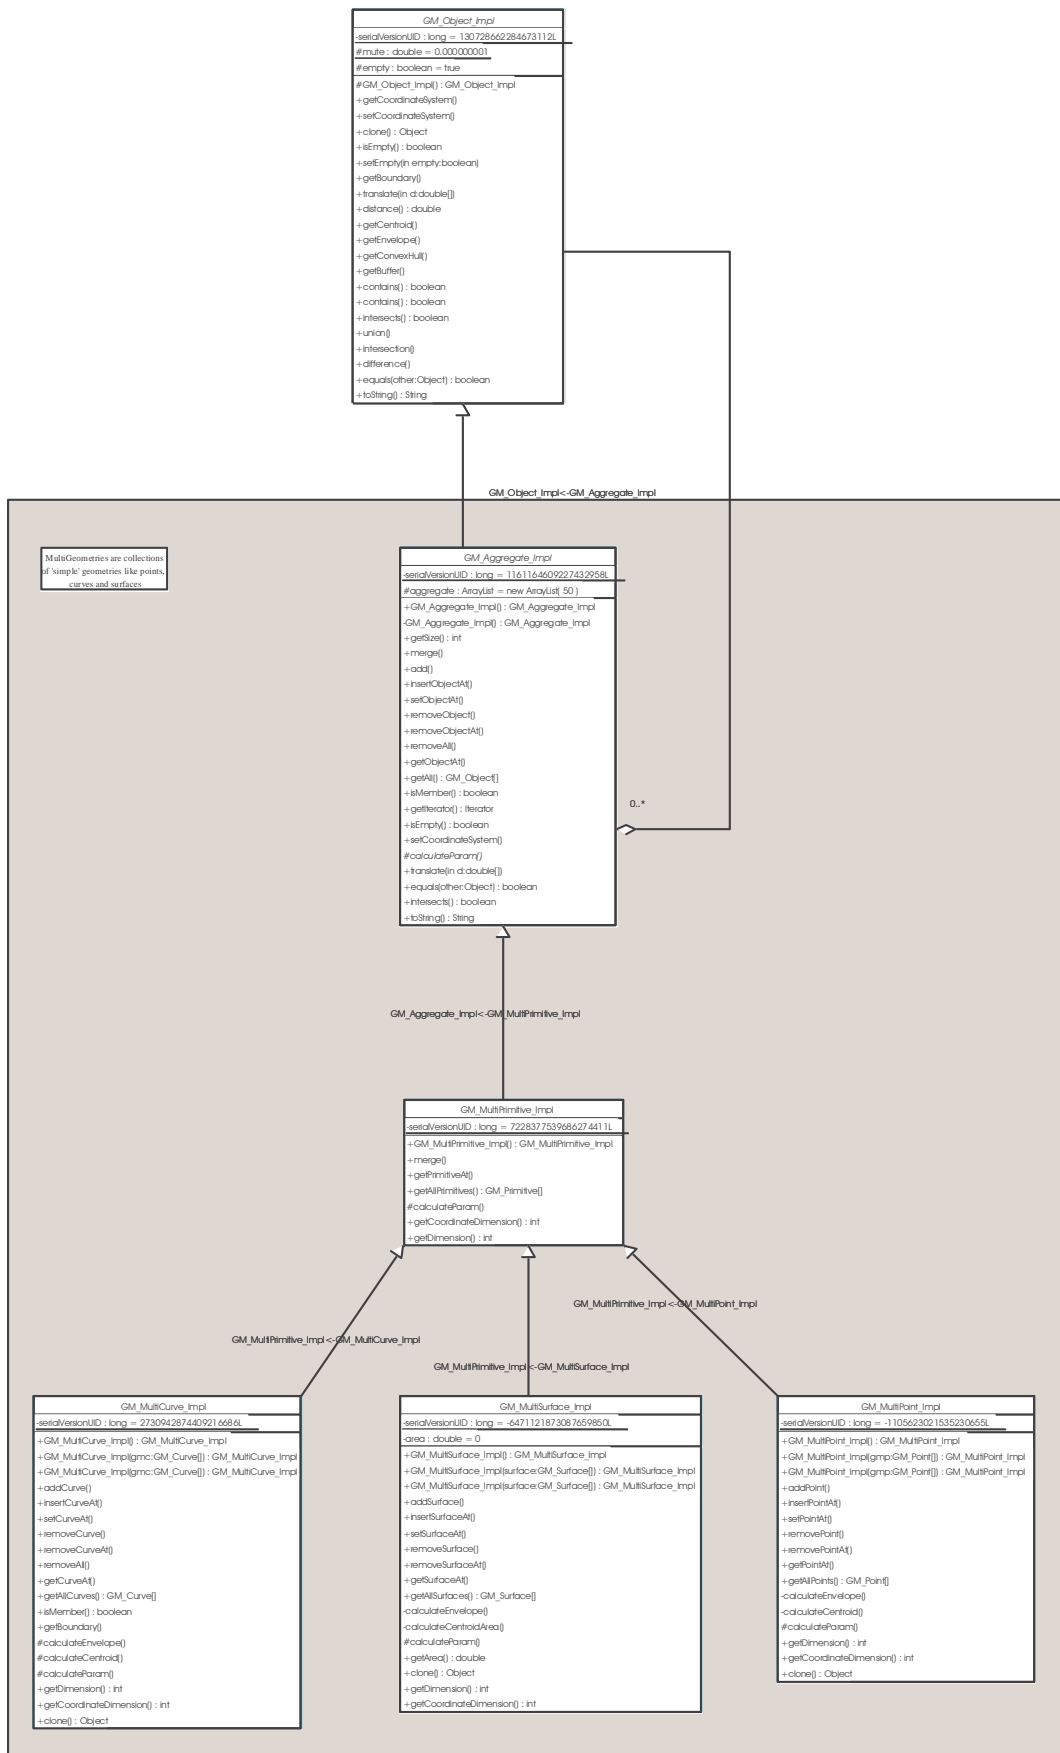 GM_Object_Impl
-serialVersionUID : long = 130728662284673112L
#mute : double = 0.000000001
#empty : boolean = true
#GM_Object_Impl() : GM_Object_Impl
+getCoordinateSystem()
+setCoordinateSystem()
+clone() : Object
+isEmpty() : boolean
+setEmpty(in empty:boolean)
+getBoundary()
+translate(in d:double[])
+distance() : double
+getCentroid()
+getEnvelope()
+getConvexHull()
+getBuffer()
+contains() : boolean
+contains() : boolean
+intersects() : boolean
+union()
+intersection()
+difference()
+equals(other:Object) : boolean
+toString() : String
GM_Object_Impl<-GM_Aggregate_Impl
MultiGeometries are collections
of 'simple' geometries like points,
curves and surfaces
GM_Aggregate_Impl
-serialVersionUID : long = 1161164609227432958L
#aggregate : ArrayList = new ArrayList( 50 )
+GM_Aggregate_Impl() : GM_Aggregate_Impl
-GM_Aggregate_Impl() : GM_Aggregate_Impl
+getSize() : int
+merge()
+add()
+insertObjectAt()
+setObjectAt()
+removeObject()
+removeObjectAt()
+removeAll()
+getObjectAt()
+getAll() : GM_Object[]
+isMember() : boolean
+getIterator() : Iterator
+isEmpty() : boolean
+setCoordinateSystem()
#calculateParam()
+translate(in d:double[])
+equals(other:Object) : boolean
+intersects() : boolean
+toString() : String
0..*
GM_Aggregate_Impl<-GM_MultiPrimitive_Impl
GM_MultiPrimitive_Impl
-serialVersionUID : long = 7228377539686274411L
+GM_MultiPrimitive_Impl() : GM_MultiPrimitive_Impl
+merge()
+getPrimitiveAt()
+getAllPrimitives() : GM_Primitive[]
#calculateParam()
+getCoordinateDimension() : int
+getDimension() : int
GM_MultiPrimitive_Impl<-GM_MultiPoint_Impl
GM_MultiPrimitive_Impl<-GM_MultiCurve_Impl
GM_MultiPrimitive_Impl<-GM_MultiSurface_Impl
GM_MultiCurve_Impl
-serialVersionUID : long = 2730942874409216686L
+GM_MultiCurve_Impl() : GM_MultiCurve_Impl
+GM_MultiCurve_Impl(gmc:GM_Curve[]) : GM_MultiCurve_Impl
+GM_MultiCurve_Impl(gmc:GM_Curve[]) : GM_MultiCurve_Impl
+addCurve()
+insertCurveAt()
+setCurveAt()
+removeCurve()
+removeCurveAt()
+removeAll()
+getCurveAt()
+getAllCurves() : GM_Curve[]
+isMember() : boolean
+getBoundary()
#calculateEnvelope()
#calculateCentroid()
#calculateParam()
+getDimension() : int
+getCoordinateDimension() : int
+clone() : Object
GM_MultiSurface_Impl
-serialVersionUID : long = -6471121873087659850L
-area : double = 0
+GM_MultiSurface_Impl() : GM_MultiSurface_Impl
+GM_MultiSurface_Impl(surface:GM_Surface[]) : GM_MultiSurface_Impl
+GM_MultiSurface_Impl(surface:GM_Surface[]) : GM_MultiSurface_Impl
+addSurface()
+insertSurfaceAt()
+setSurfaceAt()
+removeSurface()
+removeSurfaceAt()
+getSurfaceAt()
+getAllSurfaces() : GM_Surface[]
-calculateEnvelope()
-calculateCentroidArea()
#calculateParam()
+getArea() : double
+clone() : Object
+getDimension() : int
+getCoordinateDimension() : int
GM_MultiPoint_Impl
-serialVersionUID : long = -1105623021535230655L
+GM_MultiPoint_Impl() : GM_MultiPoint_Impl
+GM_MultiPoint_Impl(gmp:GM_Point[]) : GM_MultiPoint_Impl
+GM_MultiPoint_Impl(gmp:GM_Point[]) : GM_MultiPoint_Impl
+addPoint()
+insertPointAt()
+setPointAt()
+removePoint()
+removePointAt()
+getPointAt()
+getAllPoints() : GM_Point[]
-calculateEnvelope()
-calculateCentroid()
#calculateParam()
+getDimension() : int
+getCoordinateDimension() : int
+clone() : Object